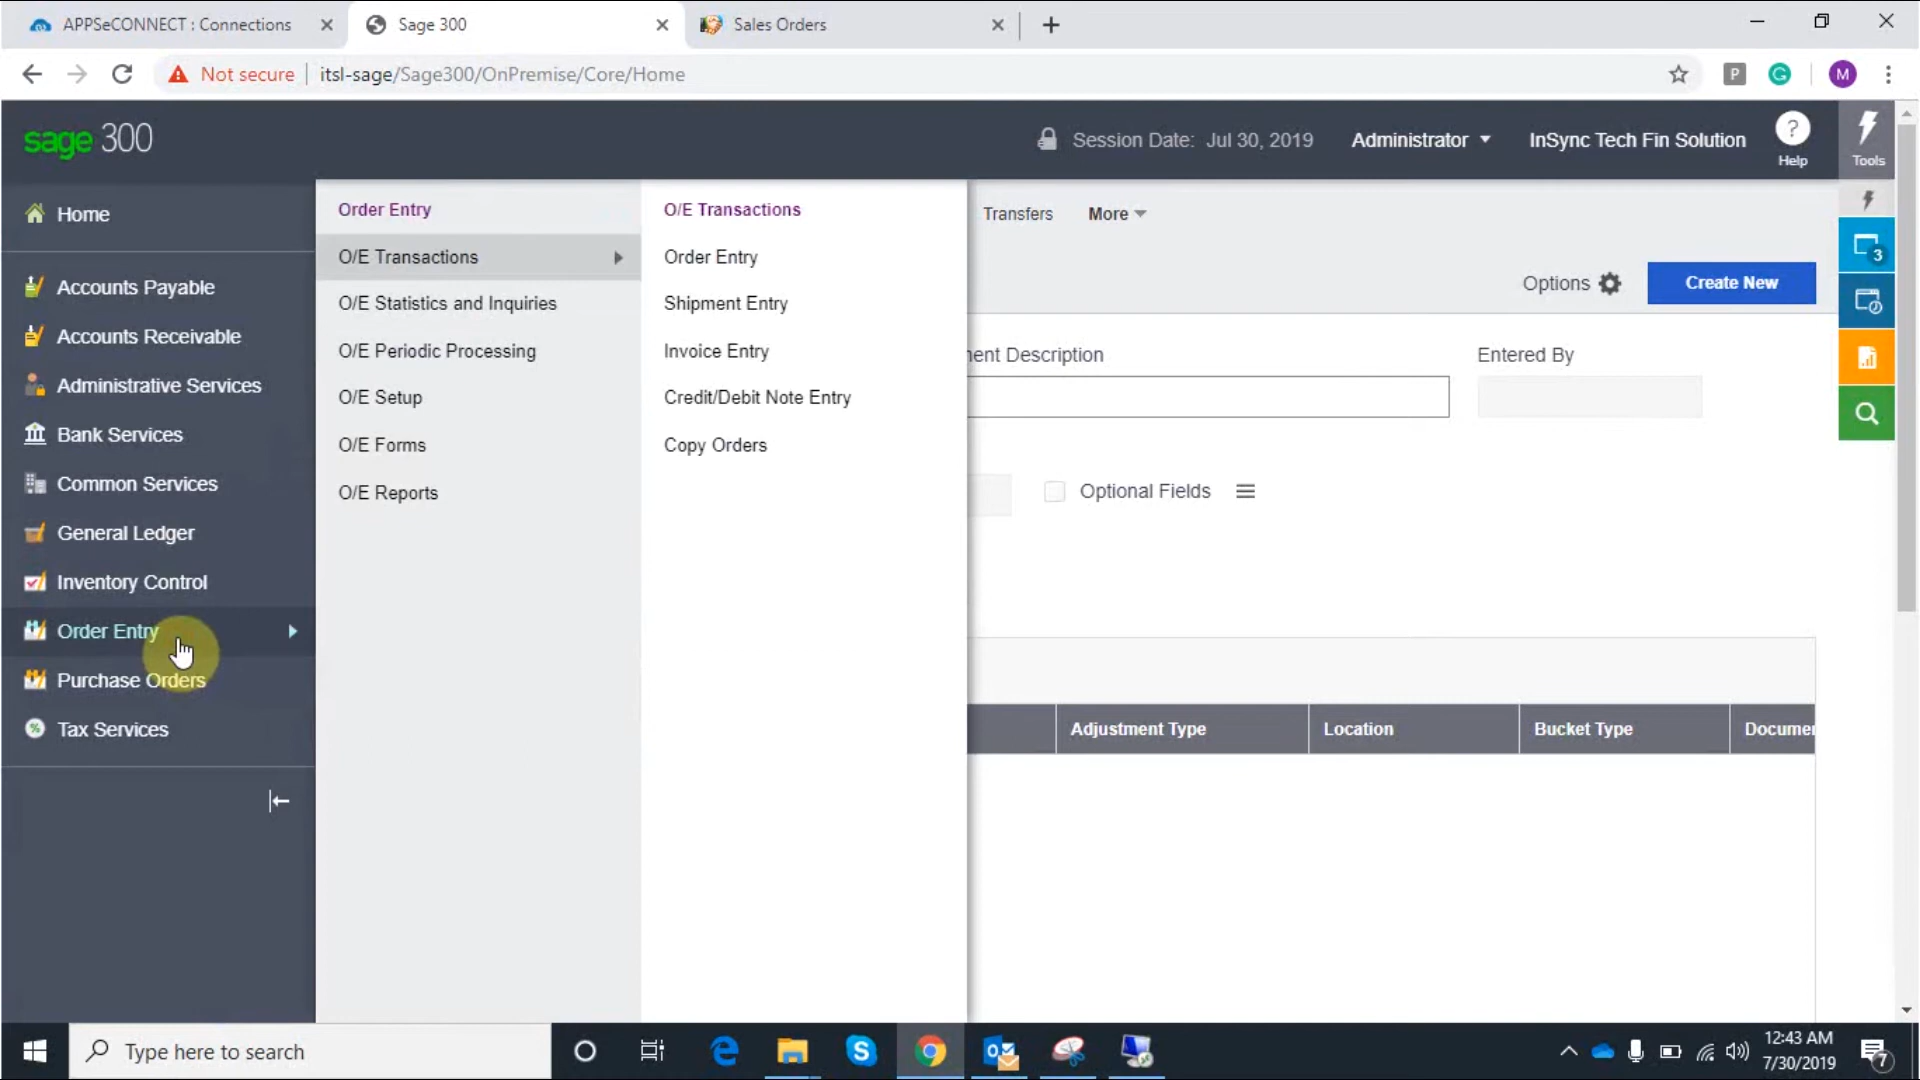 APPSeCONNECT : Connections
Sage 300
Sales Orders
Not secure
itsl-sage/Sage300/OnPremise/Core/Home
P
G
M
sage 300
Session Date: Jul 30, 2019
Administrator
InSync Tech Fin Solution
?
Help
Tools
Home
Accounts Payable
Accounts Receivable
Administrative Services
Bank Services
Common Services
General Ledger
Inventory Control
Order Entry
Purchase Orders
Tax Services
Order Entry
O/E Transactions
O/E Statistics and Inquiries
O/E Periodic Processing
O/E Setup
O/E Forms
O/E Reports
O/E Transactions
Order Entry
Shipment Entry
Invoice Entry
Credit/Debit Note Entry
Copy Orders
Transfers
More
Options
Create New
3
ent Description
Entered By
Optional Fields
Adjustment Type
Location
Bucket Type
Documen
Type here to search
12:43 AM
7/30/2019
7